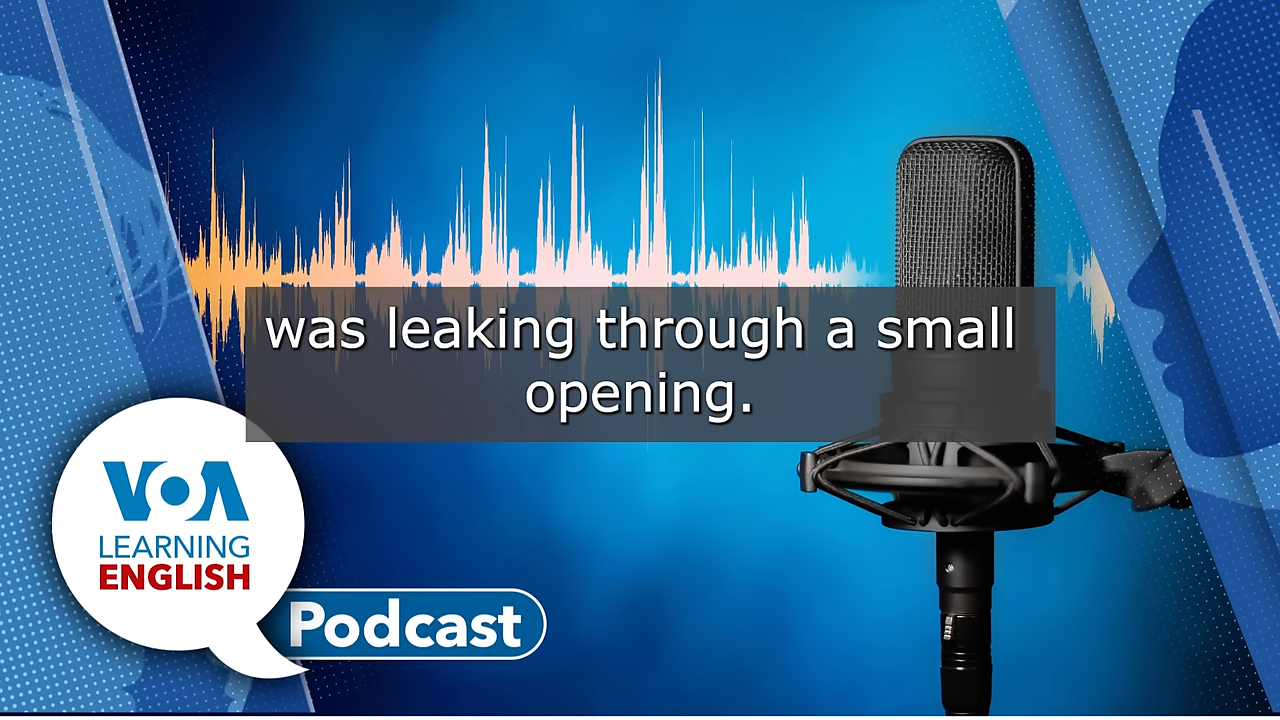 was leaking through a small
opening.
VOA
LEARNING
ENGLISH
Podcast